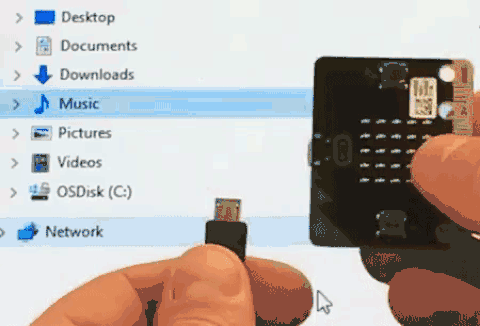 Desktop
Documents
Downloads
Music
Pictures
Videos
OSDisk (C:)
Network